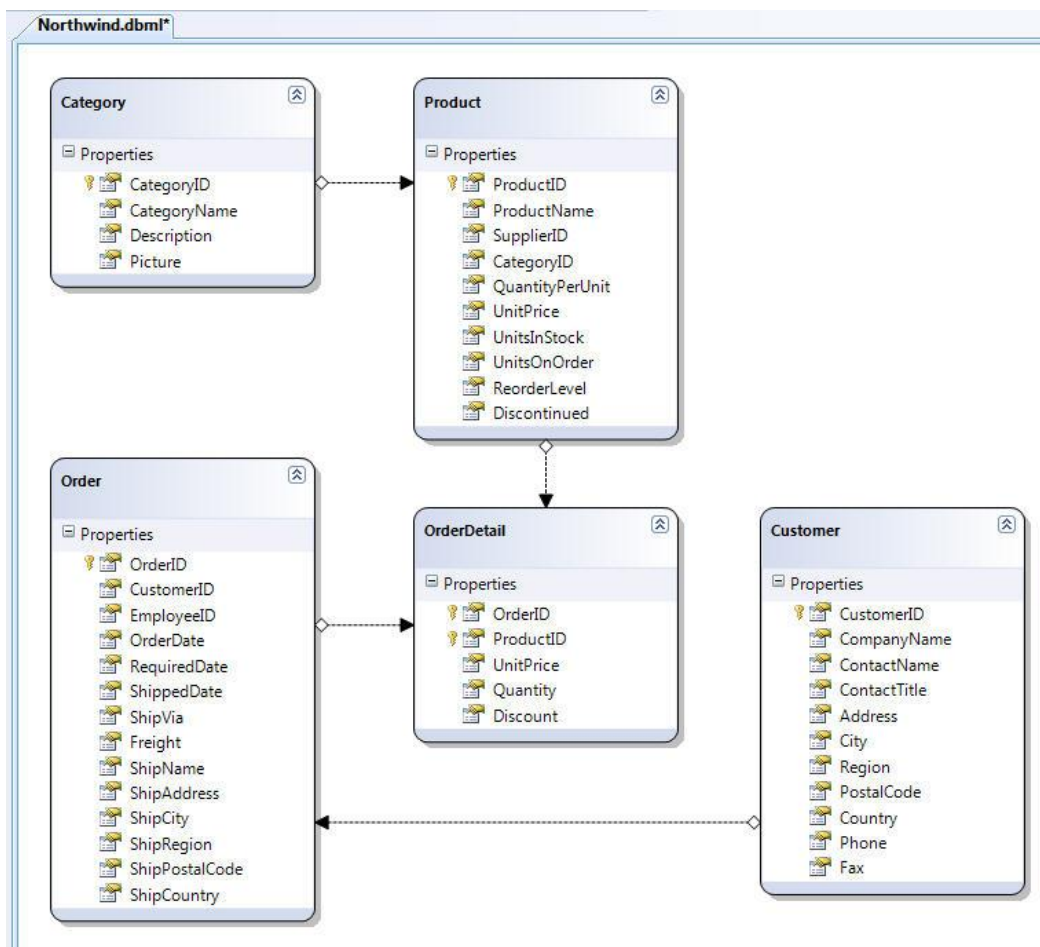 Northwind.dbml*
Category
Properties
CategoryID
CategoryName
Description
Picture
Product
Properties
ProductID
ProductName
SupplierID
CategoryID
QuantityPerUnit
UnitPrice
UnitsInStock
UnitsOnOrder
ReorderLevel
Discontinued
Order
Properties
OrderID
CustomerID
EmployeeID
OrderDate
RequiredDate
ShippedDate
ShipVia
Freight
ShipName
ShipAddress
ShipCity
ShipRegion
ShipPostalCode
ShipCountry
OrderDetail
Properties
OrderID
ProductID
UnitPrice
Quantity
Discount
Customer
Properties
CustomerID
CompanyName
ContactName
ContactTitle
Address
City
Region
PostalCode
Country
Phone
Fax